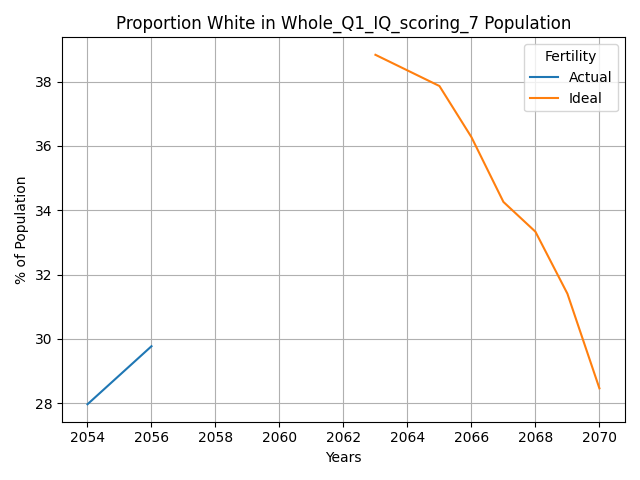 Proportion White in Whole_Q1_IQ_scoring_7 Population
Fertility
Actual
Ideal
% of Population
38
36
34
32
30
28
2054 2056 2058 2060 2062 2064 2066 2068 2070
Years